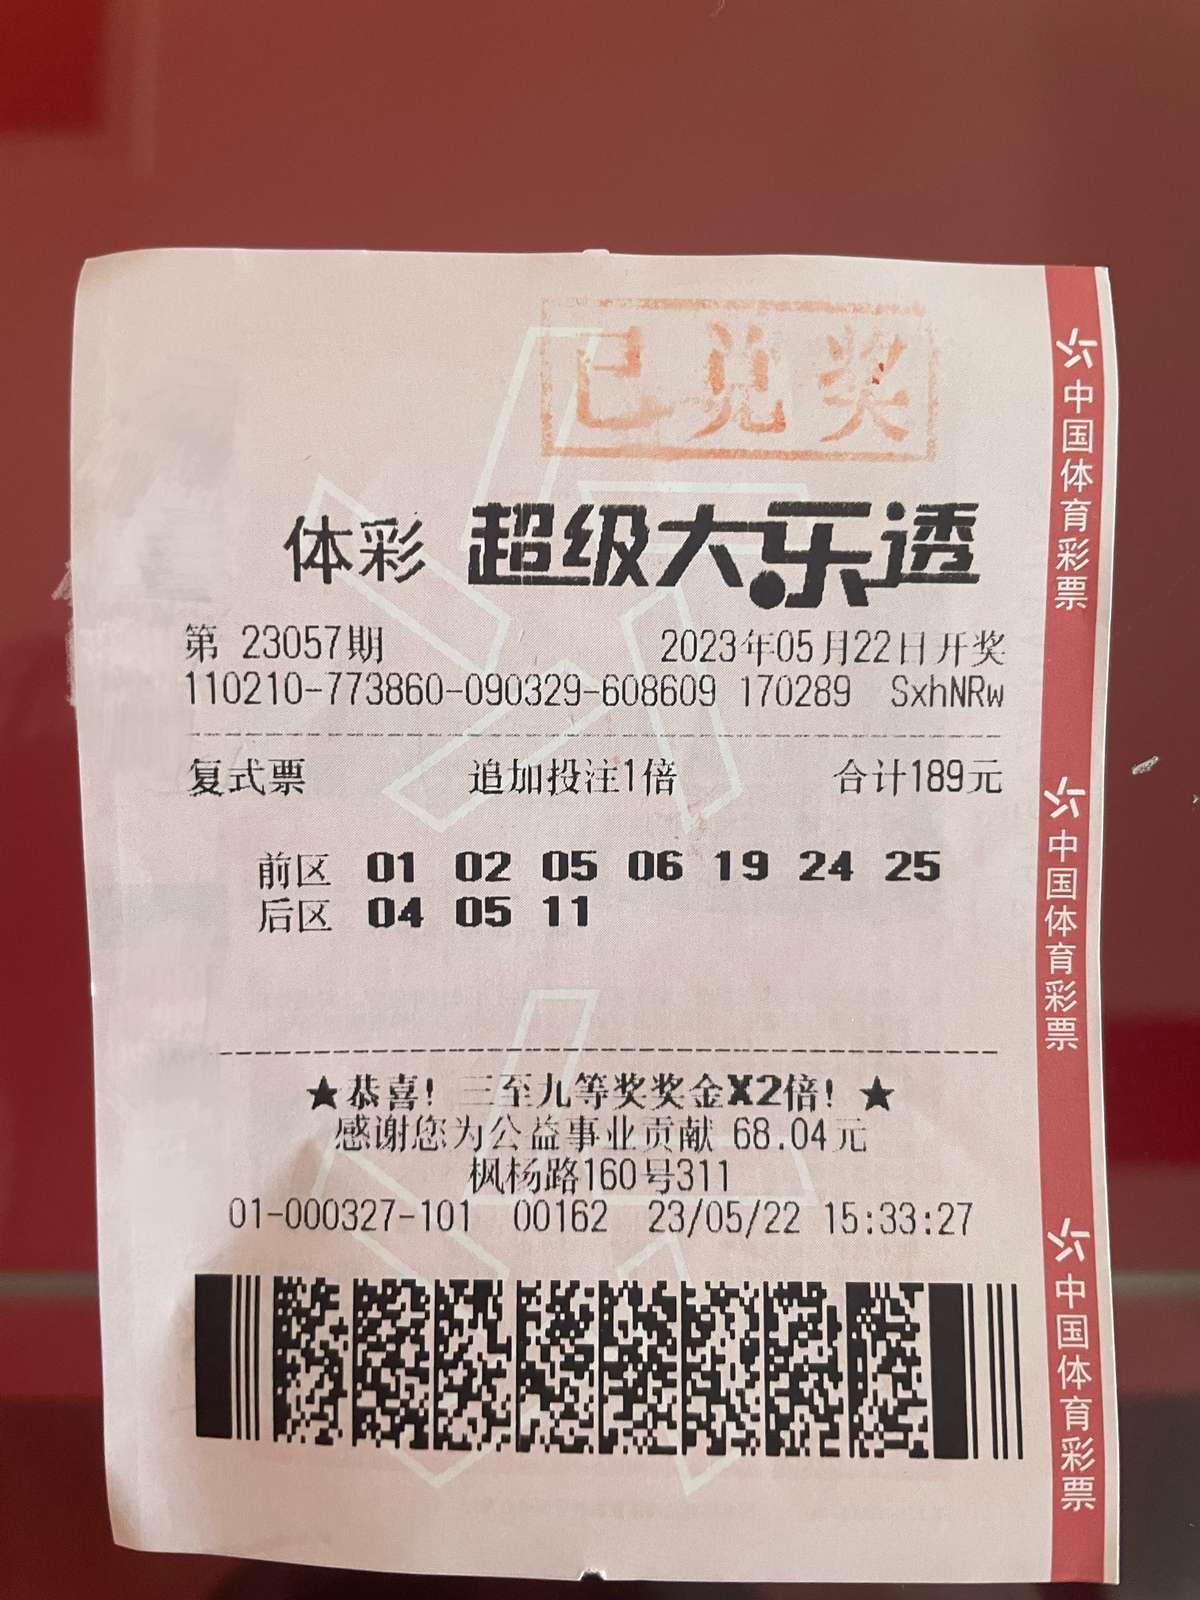 已兑奖
体彩 超级大乐透
第 23057期 2023年05月22日开奖
110210-773860-090329-608609 170289 SxhNRw
复式票 追加投注1倍 合计189元
前区 01 02 05 06 19 24 25
后区 04 05 11
★恭喜! 三至九等奖奖金X2倍! ★
感谢您为公益事业贡献 68.04元
枫杨路160号311
01-000327-101 00162 23/05/22 15:33:27
中国体育彩票
中国体育彩票
中国体育彩票